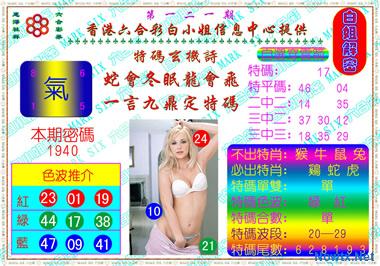 第一二一期
香港六合彩白小姐信息中心提供
白姐解密
特碼玄機詩
蛇會冬眠龍會飛
一言九鼎定特碼
8 6
氣
1 5
本期密碼
1940
色波推介
紅 23 01 19
綠 44 17 38
藍 47 09 41
24
10
21
特碼: 17
特平碼: 46 04
二中二: 14 35
三中三: 37 30 42
三中三: 18 35 29
不出特肖: 猴牛鼠兔
必出特肖: 鷄蛇虎
特碼單雙: 單
特碼色波: 綠紅
特碼合數: 單
特碼波段: 20—29
特碼尾數: 628193